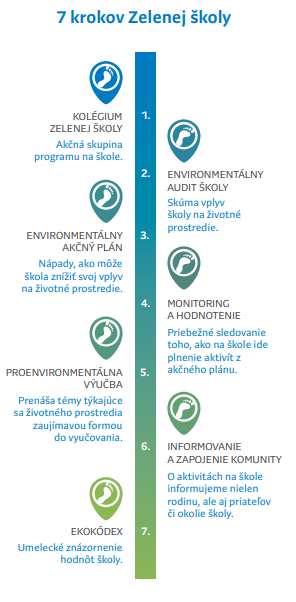 7 krokov Zelenej školy
1.
KOLÉGIUM
ZELENEJ ŠKOLY
Akčná skupina
programu na škole.
2.
ENVIRONMENTÁLNY
AUDIT ŠKOLY
Skúma vplyv
školy na životné
prostredie.
3.
ENVIRONMENTÁLNY
AKČNÝ PLÁN
Nápady, ako môže
škola znížiť svoj vplyv
na životné prostredie.
4.
MONITORING
A HODNOTENIE
Priebežné sledovanie
toho, ako na škole ide
plnenie aktivít z
akčného plánu.
5.
PROENVIRONMENTÁLNA
VÝUČBA
Prenáša témy týkajúce
sa životného prostredia
zaujímavou formou
do vyučovania.
6.
INFORMOVANIE
A ZAPOJENIE KOMUNITY
O aktivitách na škole
informujeme nielen
rodinu, ale aj priateľov
či okolie školy.
7.
EKOKÓDEX
Umelecké znázornenie
hodnôt školy.